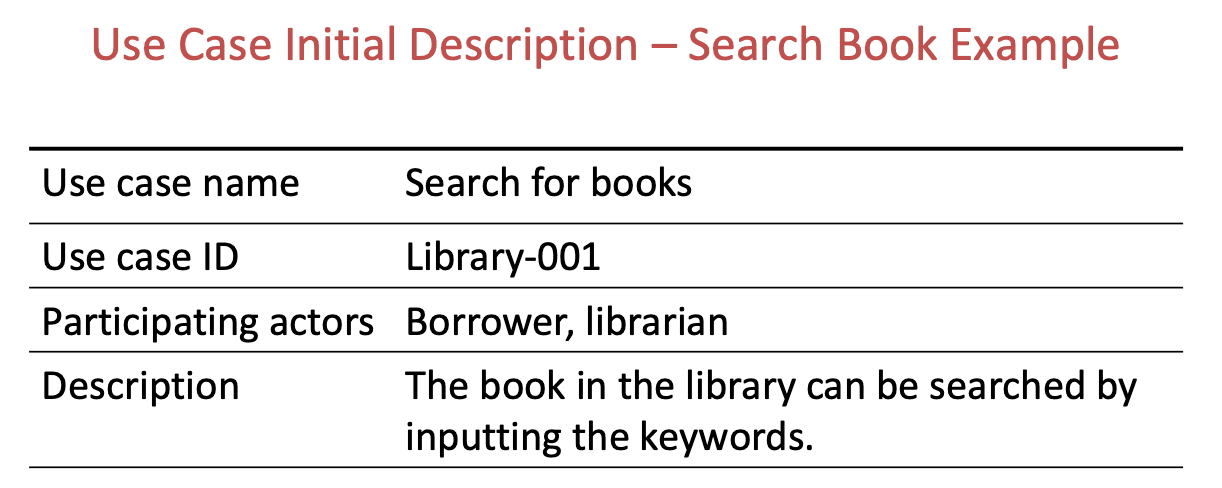 Use Case Initial Description – Search Book Example
Use case name Search for books
Use case ID Library-001
Participating actors Borrower, librarian
Description The book in the library can be searched by
inputting the keywords.